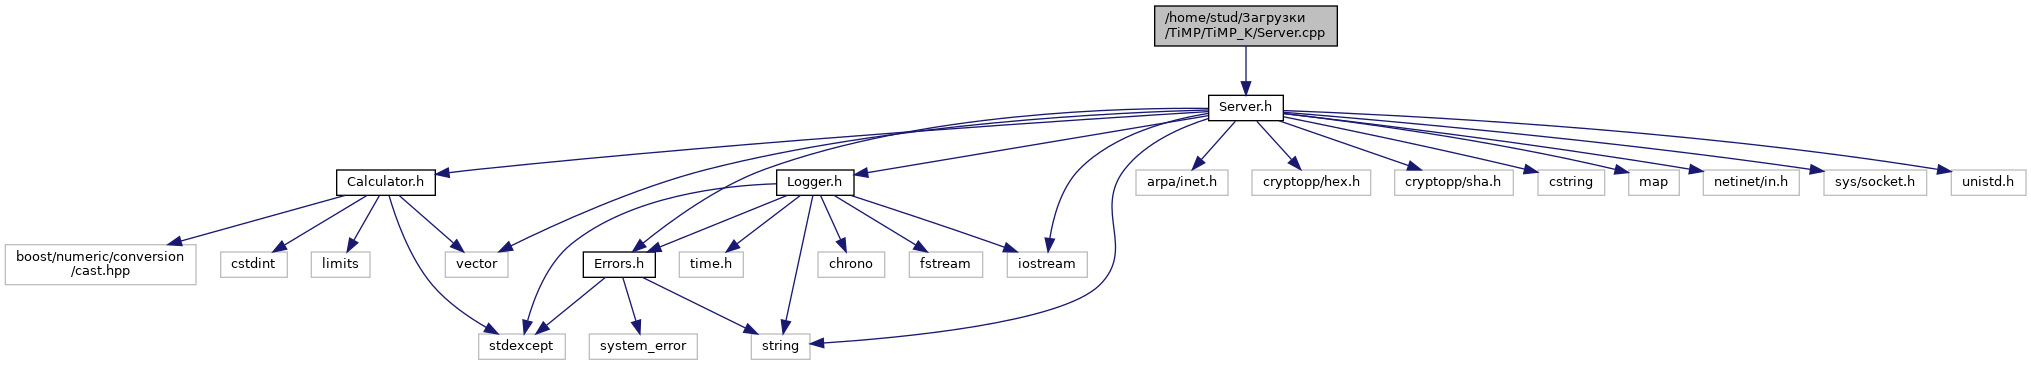 /home/stud/Загрузки
/TiMP/TiMP_K/Server.cpp
Server.h
Calculator.h
Logger.h
arpa/inet.h
cryptopp/hex.h
cryptopp/sha.h
cstring
map
netinet/in.h
sys/socket.h
unistd.h
boost/numeric/conversion
/cast.hpp
cstdint
limits
vector
Errors.h
time.h
chrono
fstream
iostream
stdexcept
system_error
string